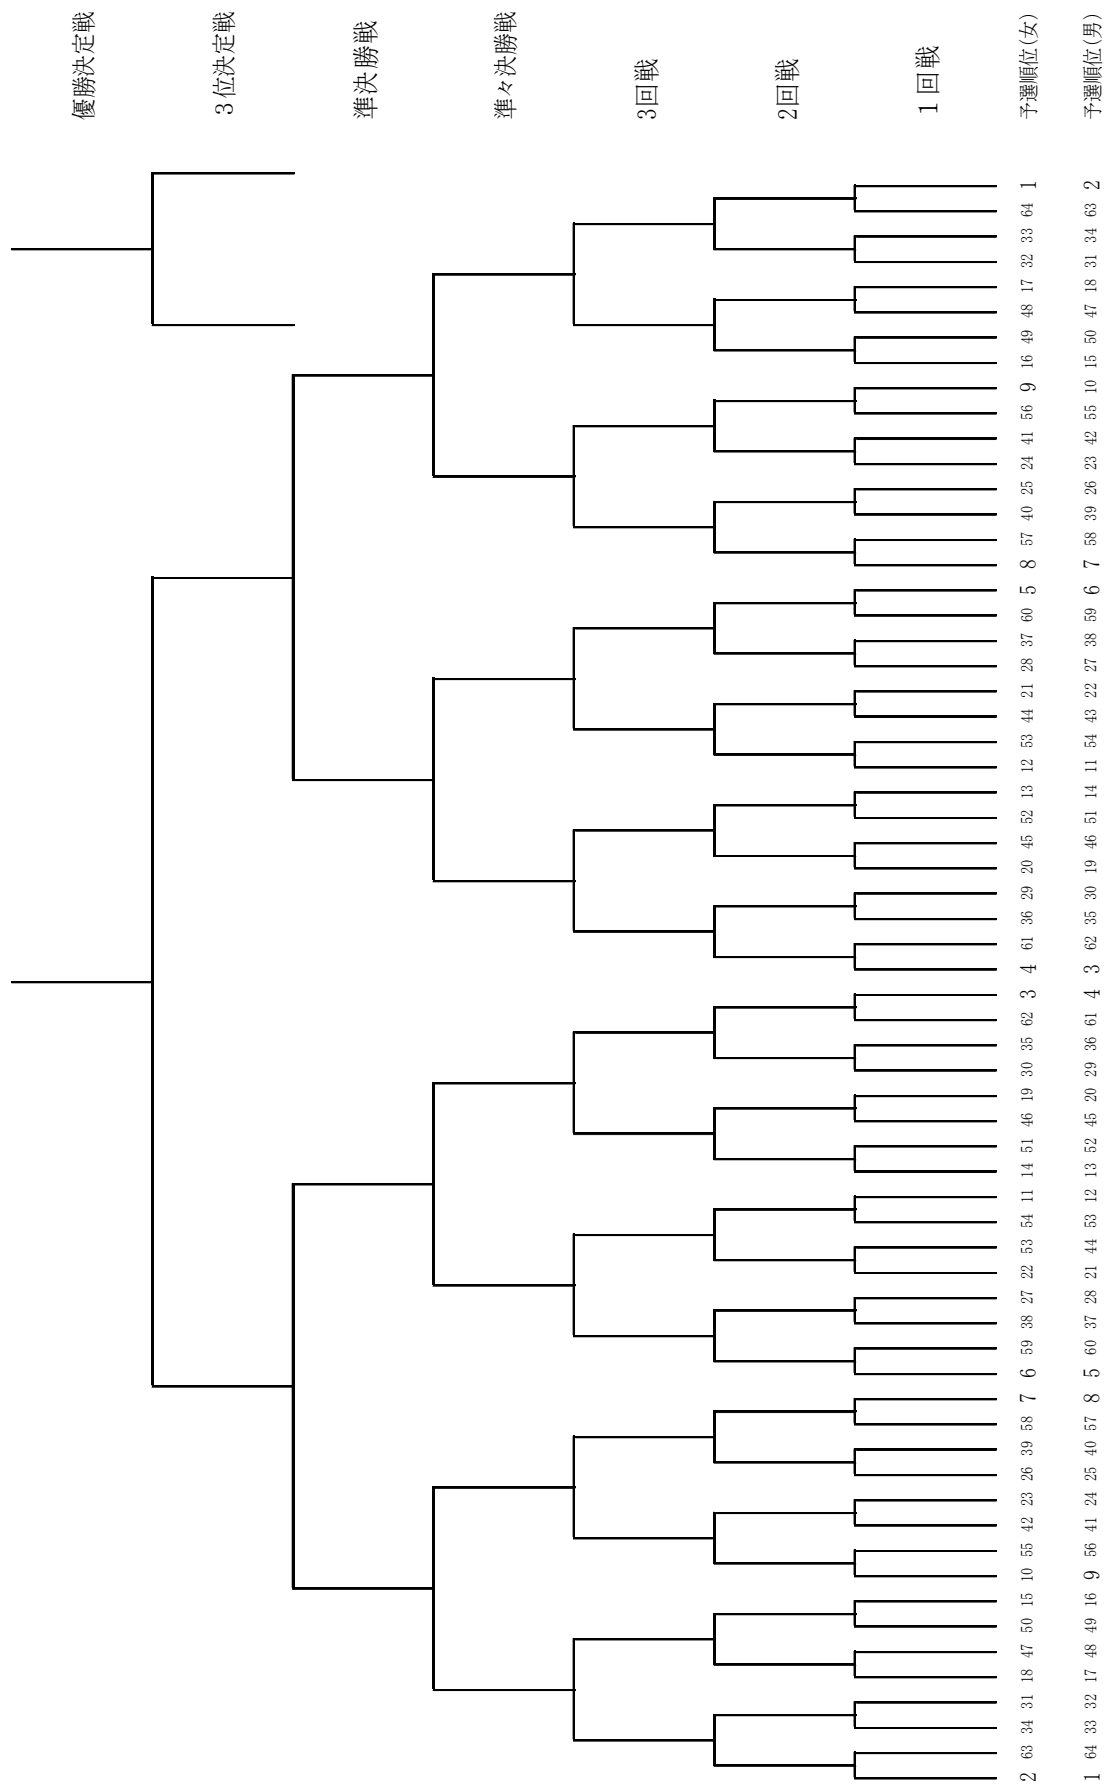 優勝決定戦
３位決定戦
準決勝戦
準々決勝戦
3回戦
2回戦
１回戦
2 63 34 31 18 47 50 15 10 55 42 23 26 39 58 7 6 59 38 27 22 53 54 11 14 51 46 19 30 35 62 3 4 61 36 29 20 45 52 13 12 53 44 21 28 37 60 5 8 57 40 25 24 41 56 9 16 49 48 17 32 33 64 1 予選順位(女)
1 64 33 32 17 48 49 16 9 56 41 24 25 40 57 8 5 60 37 28 21 44 53 12 13 52 45 20 29 36 61 4 3 62 35 30 19 46 51 14 11 54 43 22 27 38 59 6 7 58 39 26 23 42 55 10 15 50 47 18 31 34 63 2 予選順位(男)